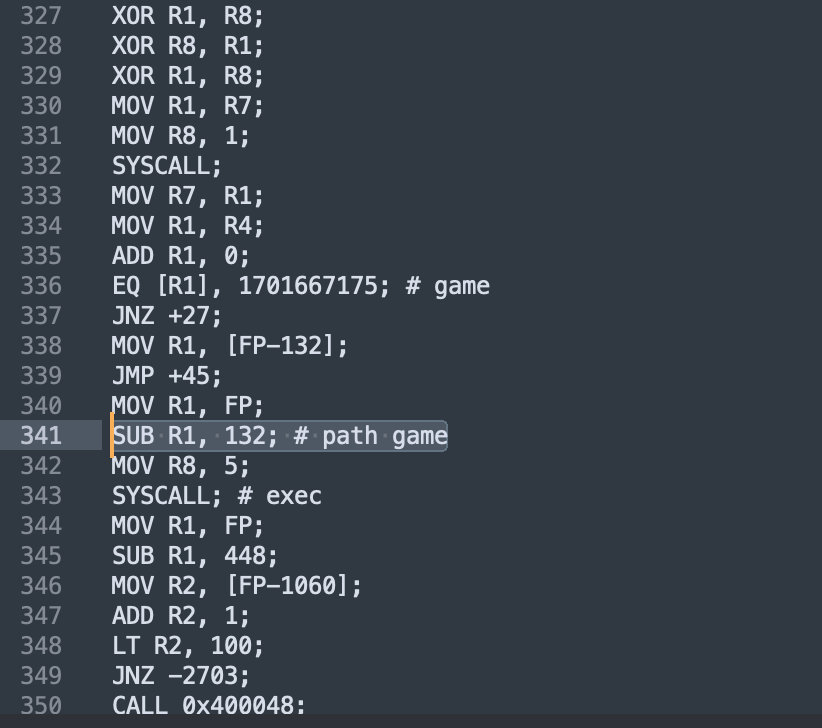 327 XOR R1, R8;
328 XOR R8, R1;
329 XOR R1, R8;
330 MOV R1, R7;
331 MOV R8, 1;
332 SYSCALL;
333 MOV R7, R1;
334 MOV R1, R4;
335 ADD R1, 0;
336 EQ [R1], 1701667175; # game
337 JNZ +27;
338 MOV R1, [FP-132];
339 JMP +45;
340 MOV R1, FP;
341 SUB R1, 132; # path game
342 MOV R8, 5;
343 SYSCALL; # exec
344 MOV R1, FP;
345 SUB R1, 448;
346 MOV R2, [FP-1060];
347 ADD R2, 1;
348 LT R2, 100;
349 JNZ -2703;
350 CALL 0x400048;